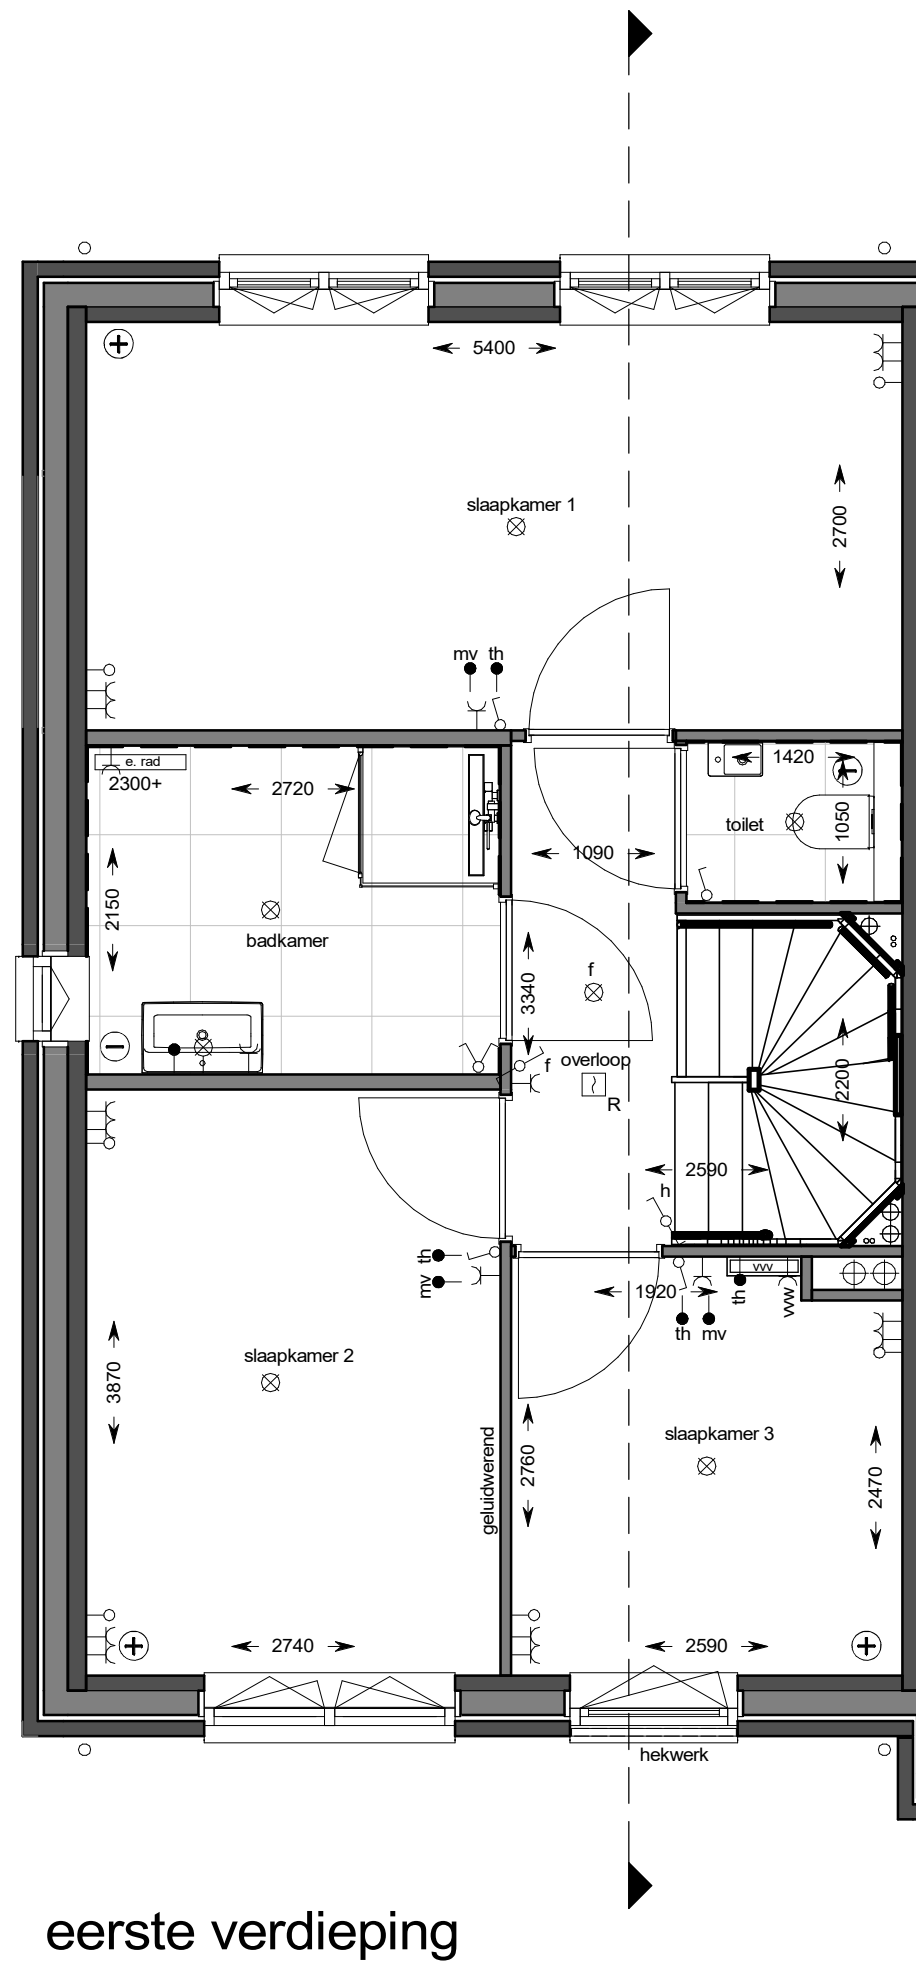 5400
slaapkamer 1
2700
mv th
e. rad
2300+
2720
1420
toilet
1050
1090
2150
badkamer
f
3340
f
overloop
R
2200
2590
h
th
mv
vvv
1920
th
vvv
th mv
slaapkamer 2
3870
geluidwerend
2760
slaapkamer 3
2470
2740
2590
hekwerk
eerste verdieping